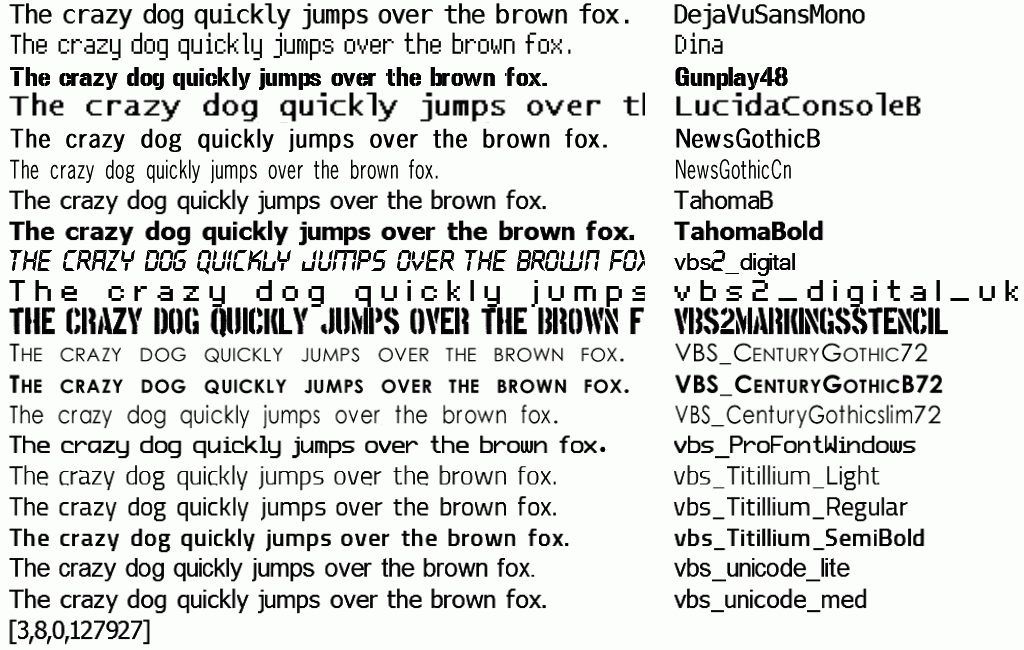 The crazy dog quickly jumps over the brown fox. DejaVuSansMono
The crazy dog quickly jumps over the brown fox. Dina
The crazy dog quickly jumps over the brown fox. Gunplay48
The crazy dog quickly jumps over tl LucidaConsoleB
The crazy dog quickly jumps over the brown fox. NewsGothicB
The crazy dog quickly jumps over the brown fox. NewsGothicCn
The crazy dog quickly jumps over the brown fox. TahomaB
The crazy dog quickly jumps over the brown fox. TahomaBold
THE CRAZY DOG QUICKLY JUMPS OVER THE BROWN FOX vbs2_digital
The crazy dog quickly jumps vbs2_digital_uk
THE CRAZY DOG QUICKLY JUMPS OVER THE BROWN F VBS2MARKINGSSTENCIL
THE CRAZY DOG QUICKLY JUMPS OVER THE BROWN FOX. VBS_CENTURYGOTHIC72
THE CRAZY DOG QUICKLY JUMPS OVER THE BROWN FOX. VBS_CENTURYGOTHICB72
The crazy dog quickly jumps over the brown fox. VBS_CenturyGothicslim72
The crazy dog quickly jumps over the brown fox. vbs_ProFontWindows
The crazy dog quickly jumps over the brown fox. vbs_Titillium_Light
The crazy dog quickly jumps over the brown fox. vbs_Titillium_Regular
The crazy dog quickly jumps over the brown fox. vbs_Titillium_SemiBold
The crazy dog quickly jumps over the brown fox. vbs_unicode_lite
The crazy dog quickly jumps over the brown fox. vbs_unicode_med
[3,8,0,127927]